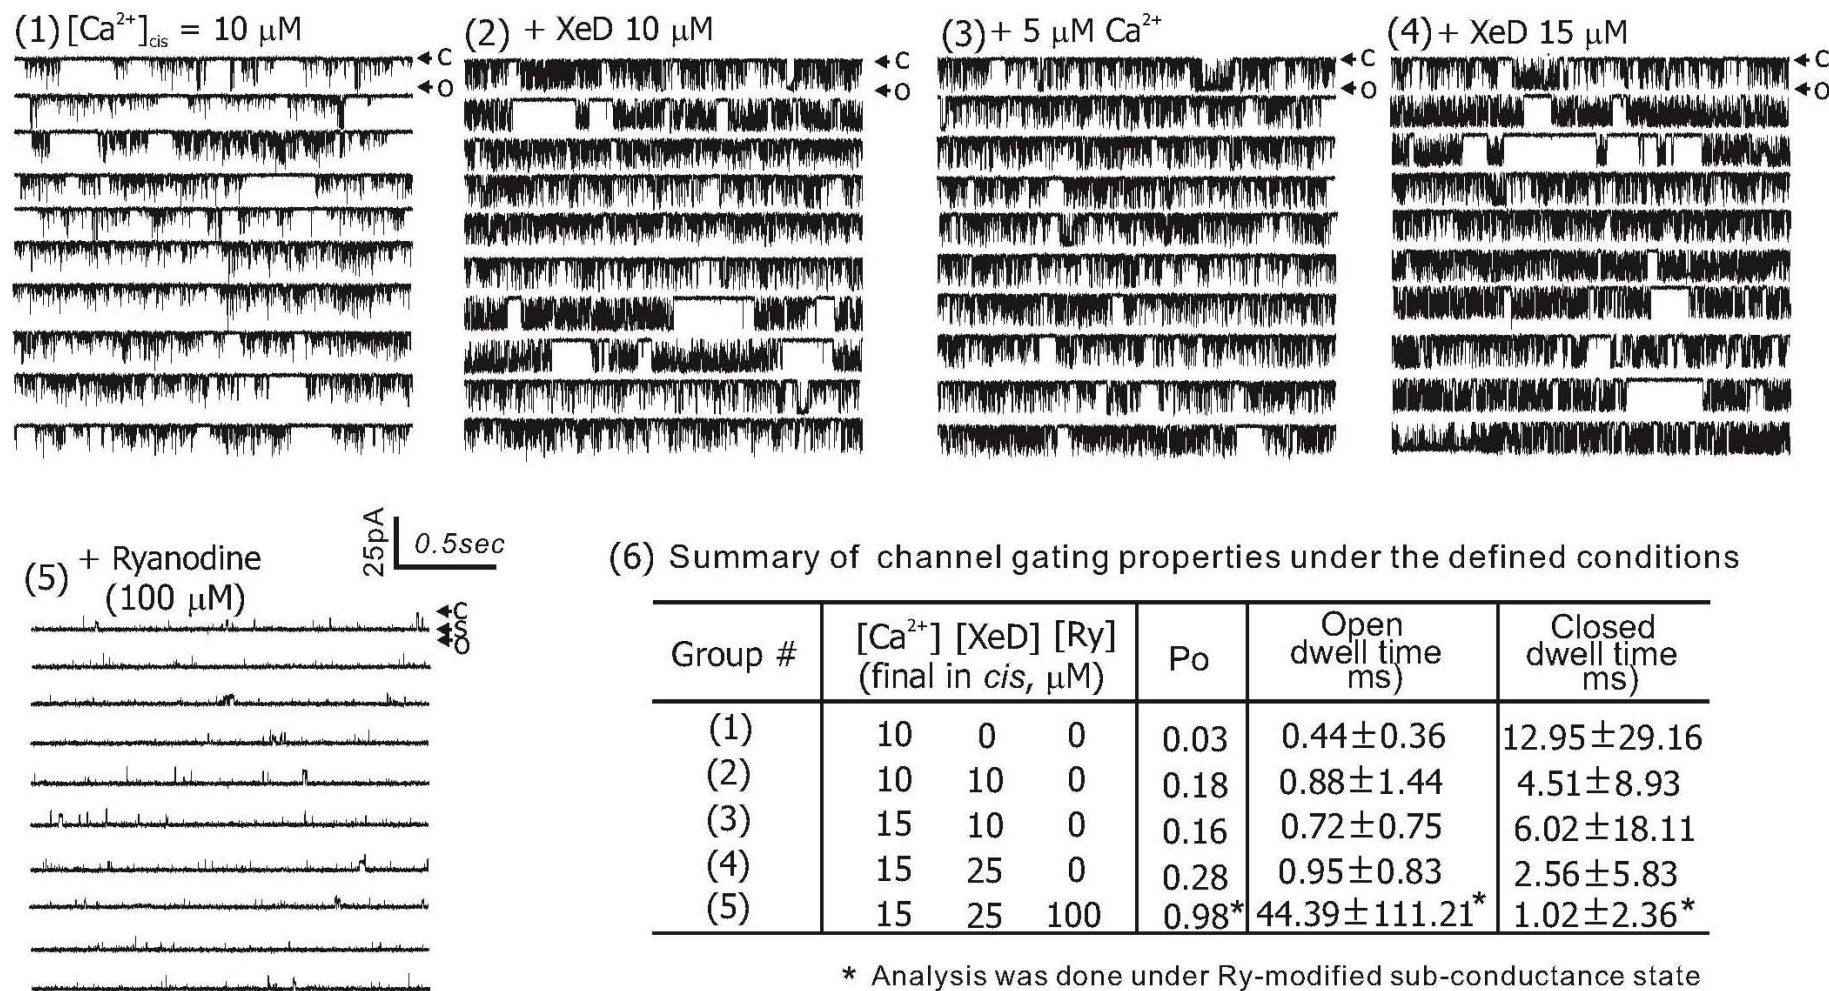 (1) [Ca2+]cis = 10 μM
(2) + XeD 10 μM
(3) + 5 μM Ca2+
(4) + XeD 15 μM
C
O
C
O
C
O
C
O
(5) + Ryanodine
(100 μM)
25pA
0.5sec
C
S
O
(6) Summary of channel gating properties under the defined conditions
Group # [Ca2+] [XeD] [Ry] (final in cis, μM) Po Open dwell time ms) Closed dwell time ms)
(1) 10 0 0 0.03 0.44±0.36 12.95±29.16
(2) 10 10 0 0.18 0.88±1.44 4.51±8.93
(3) 15 10 0 0.16 0.72±0.75 6.02±18.11
(4) 15 25 0 0.28 0.95±0.83 2.56±5.83
(5) 15 25 100 0.98* 44.39±111.21* 1.02±2.36*
* Analysis was done under Ry-modified sub-conductance state